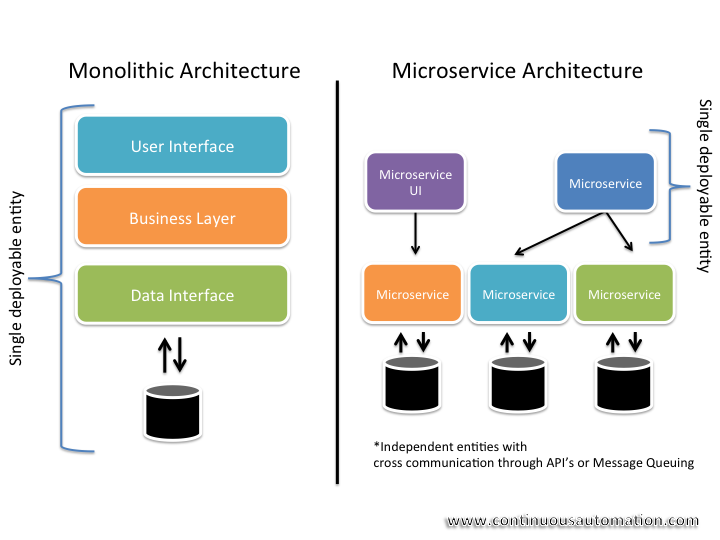 Monolithic Architecture
Single deployable entity
User Interface
Business Layer
Data Interface
Microservice Architecture
Single deployable entity
Microservice
UI
Microservice
Microservice
Microservice
Microservice
*Independent entities with
cross communication through API's or Message Queuing
www.continuousautomation.com